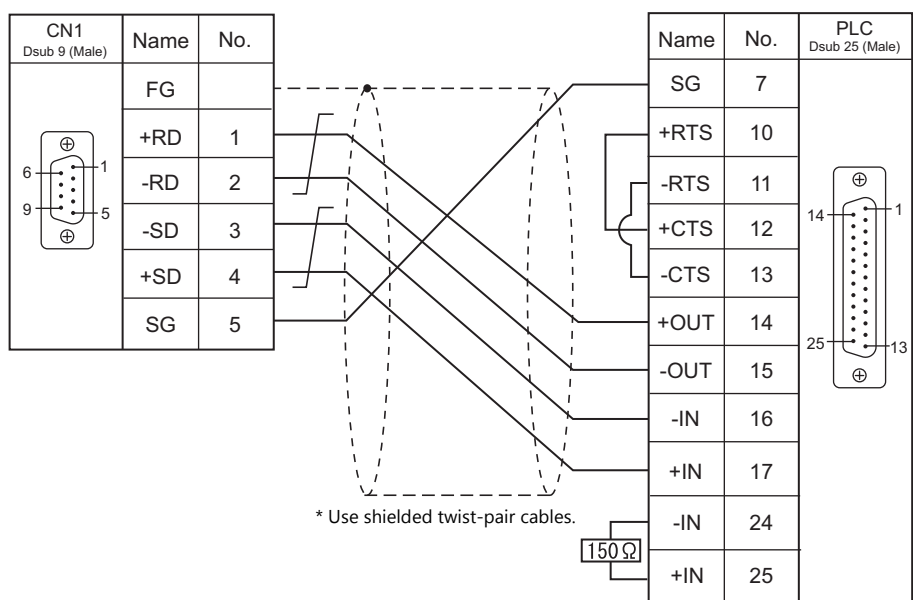 CN1
Dsub 9 (Male)
Name No.
FG
+RD 1
-RD 2
-SD 3
+SD 4
SG 5
6 1
9 5
* Use shielded twist-pair cables.
Name No.
PLC
Dsub 25 (Male)
SG 7
+RTS 10
-RTS 11
+CTS 12
-CTS 13
+OUT 14
-OUT 15
-IN 16
+IN 17
-IN 24
+IN 25
150 Ω
14 1
25 13